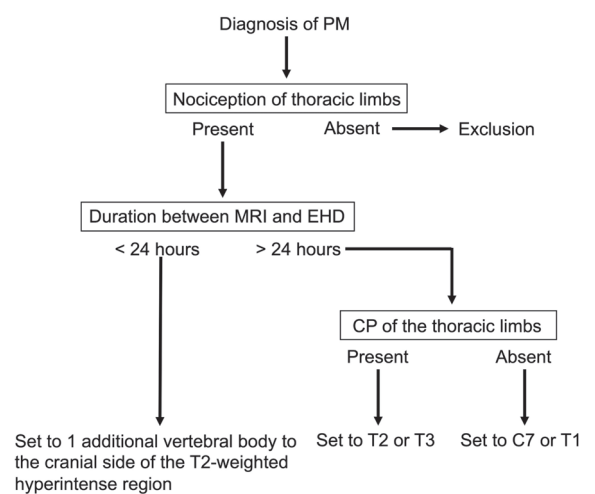 Diagnosis of PM
Nociception of thoracic limbs
Present
Absent
Exclusion
Duration between MRI and EHD
< 24 hours
> 24 hours
CP of the thoracic limbs
Present
Absent
Set to 1 additional vertebral body to
the cranial side of the T2-weighted
hyperintense region
Set to T2 or T3
Set to C7 or T1